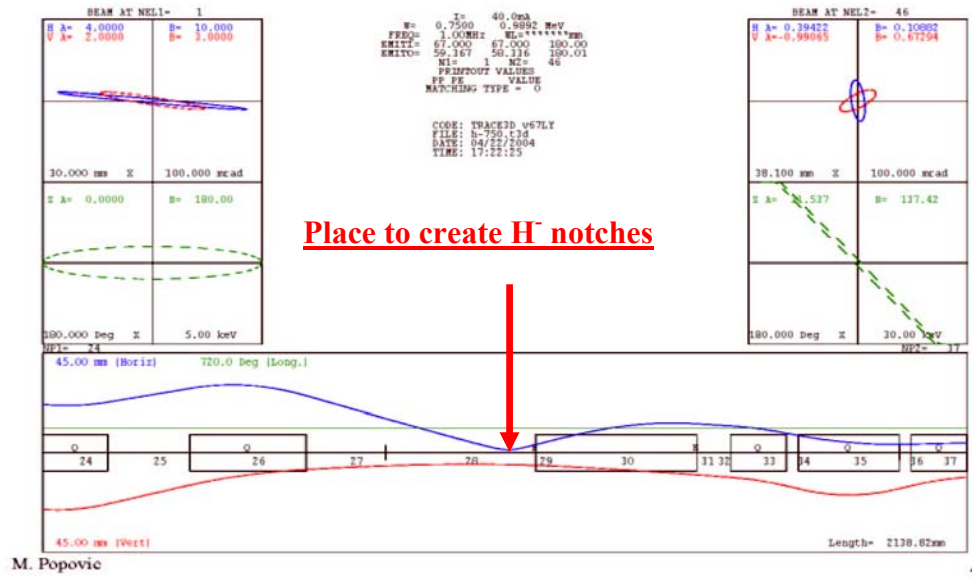 BEAM AT NEL1= 1
H A= 4.0000 B= 10.000
V A= 2.0000 B= 3.0000
30.000 mm X 100.000 mrad
Z A= 0.0000 B= 180.00
180.000 Deg X 5.00 keV
NP1= 24
I= 40.0mA
W= 0.7500 0.9892 MeV
FREQ= 1.00MHz WL=*******mm
EMITI= 67.000 67.000 180.00
EMITO= 59.167 58.116 180.01
N1= 1 N2= 46
PRINTOUT VALUES
PP PE VALUE
MATCHING TYPE = 0
CODE: TRACE3D v67LY
FILE: h-750.t3d
DATE: 04/22/2004
TIME: 17:22:25
BEAM AT NEL2= 46
H A= 0.39422 B= 0.10882
V A=-0.99065 B= 0.67294
38.100 mm X 100.000 mrad
Z A= B= 137.42
180.000 Deg X 30.00 keV
NP2= 37
Place to create H⁻ notches
45.00 mm (Horiz) 720.0 Deg (Long.)
24 25 26 27 28 29 30 31 32 33 34 35 36 37
45.00 mm (Vert)
Length= 2138.82mm
M. Popovic